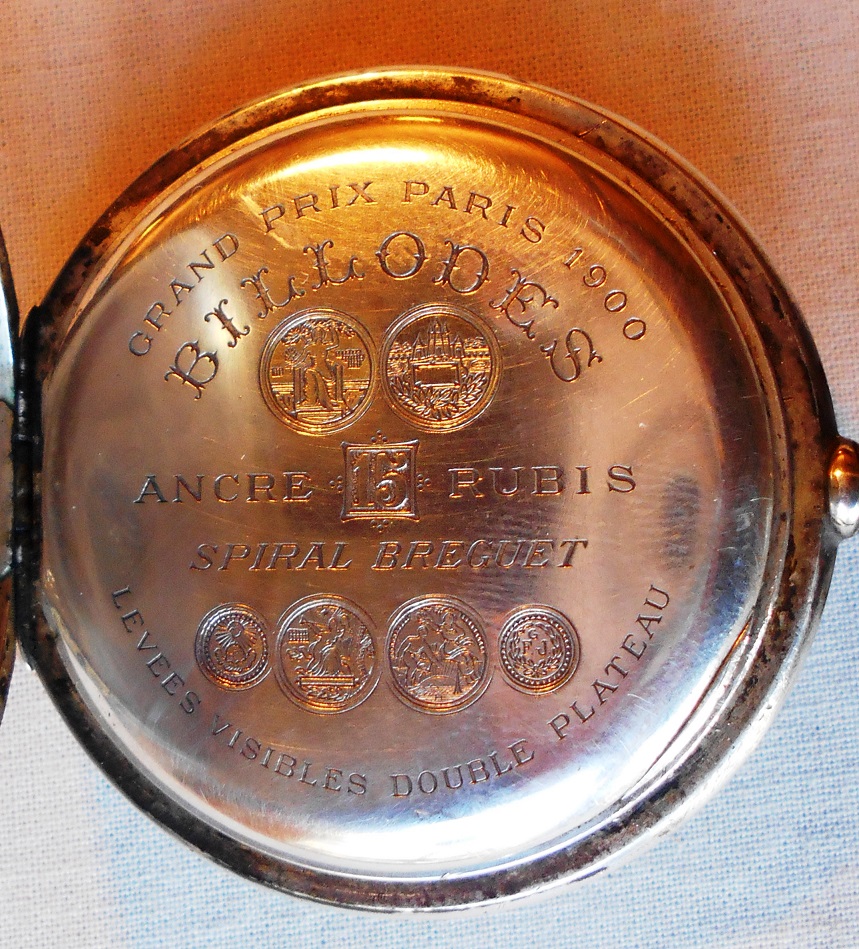 GRAND PRIX PARIS 1900
BILLODES
ANCRE 15 RUBIS
SPIRAL BREGUET
LEVEES VISIBLES DOUBLE PLATEAU